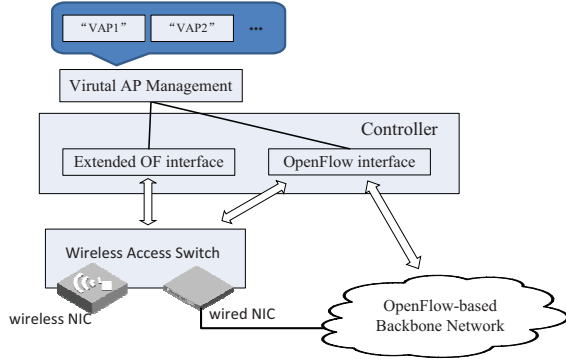 “VAP1” “VAP2” ...
Virutal AP Management
Controller
Extended OF interface OpenFlow interface
Wireless Access Switch
wireless NIC wired NIC
OpenFlow-based
Backbone Network